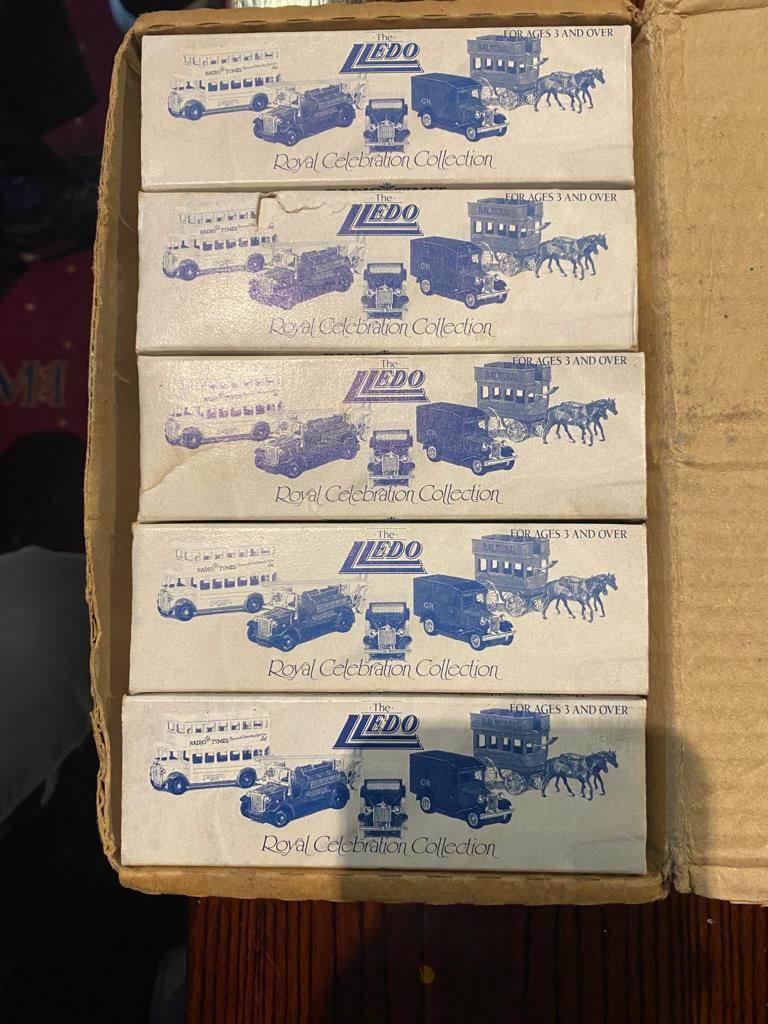 The
FOR AGES 3 AND OVER
LLEDO
BALMORAL
RADIO TIMES
GR
Royal Celebration Collection
The
FOR AGES 3 AND OVER
LLEDO
BALMORAL
RADIO TIMES
GR
Royal Celebration Collection
The
FOR AGES 3 AND OVER
LLEDO
BALMORAL
GR
Royal Celebration Collection
The
FOR AGES 3 AND OVER
LLEDO
BALMORAL
RADIO TIMES
GR
Royal Celebration Collection
The
FOR AGES 3 AND OVER
LLEDO
BALMORAL
RADIO TIMES
GR
Royal Celebration Collection